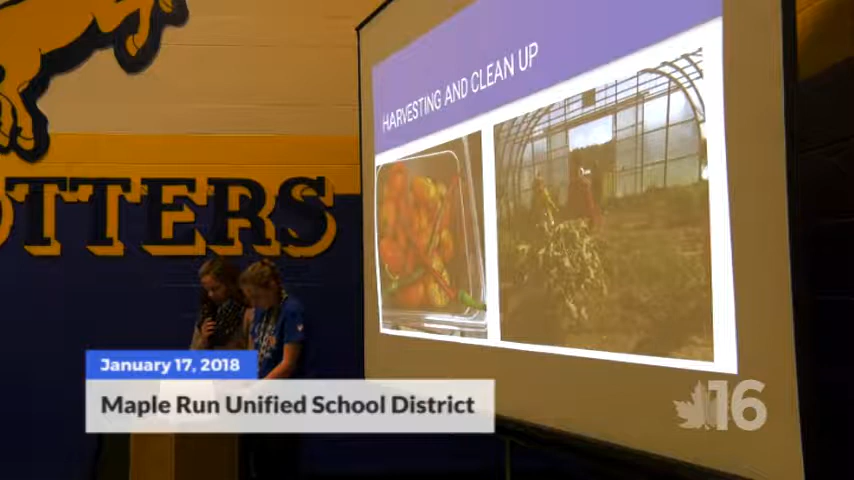 HARVESTING AND CLEAN UP
OTTERS
January 17, 2018
Maple Run Unified School District
16